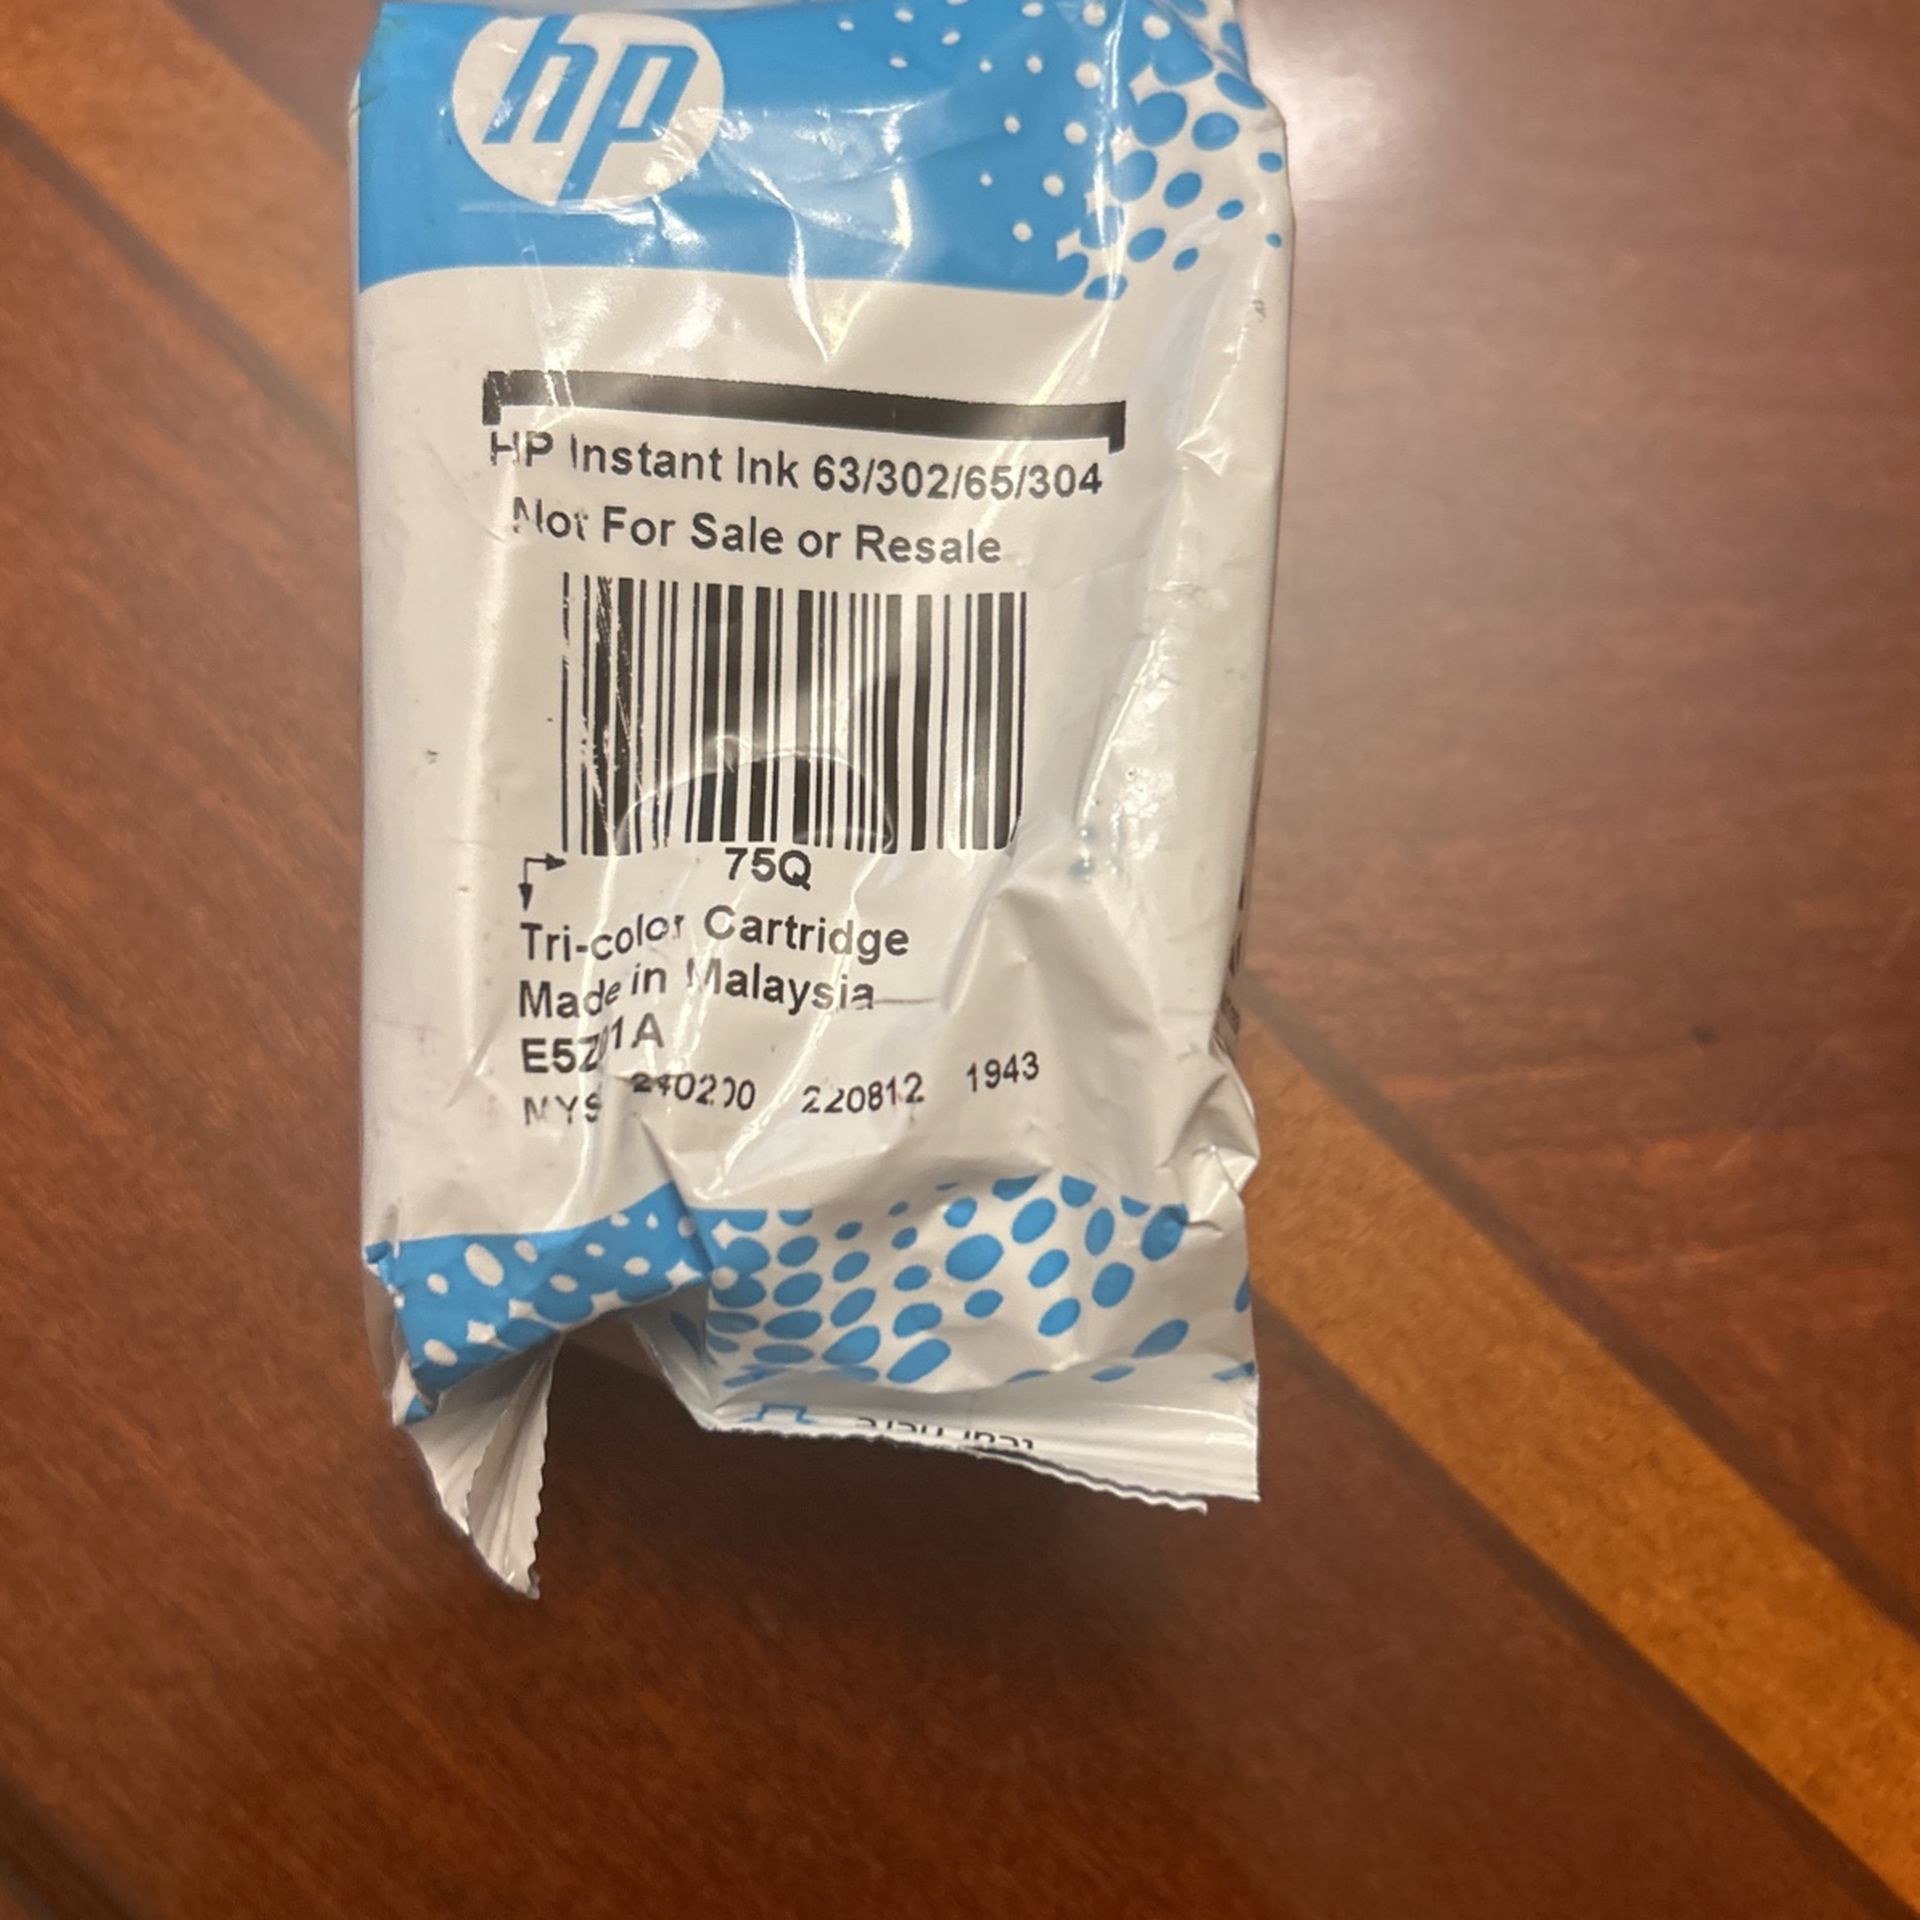 hp
HP Instant Ink 63/302/65/304
Not For Sale or Resale
75Q
Tri-color Cartridge
Made in Malaysia
220812 1943